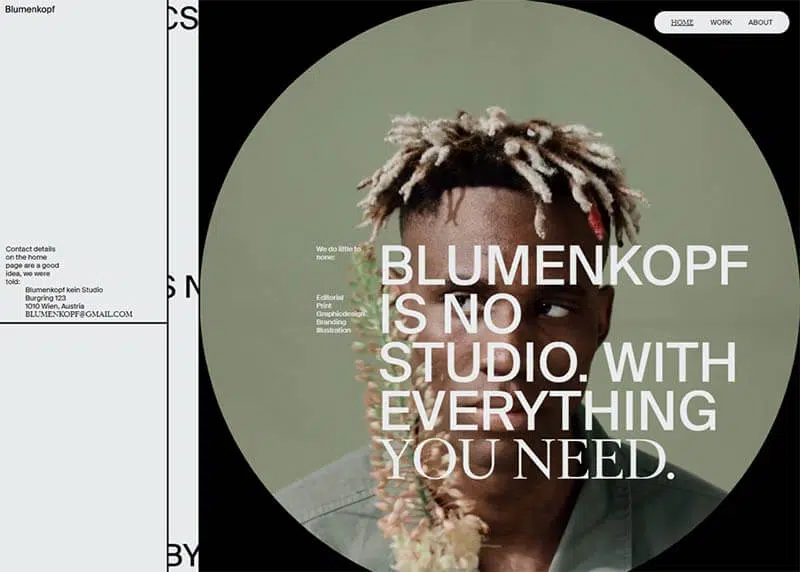 Blumenkopf
CS
HOME
WORK
ABOUT
Contact details
on the home
page are a good
idea, we were
told:
Blumenkopf kein Studio
Burgring 123
1010 Wien, Austria
BLUMENKOPF@GMAIL.COM
S N
BY
We do little to
none:
Editorial
Print
Graphicdesign
Branding
Illustration
BLUMENKOPF
IS NO
STUDIO. WITH
EVERYTHING
YOU NEED.